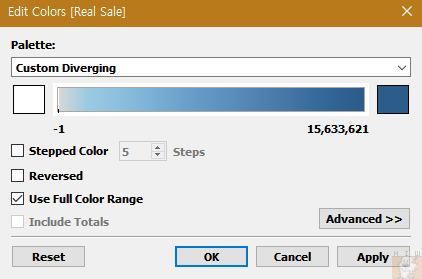 Edit Colors [Real Sale]
Palette:
Custom Diverging
-1 15,633,621
Stepped Color 5 Steps
Reversed
Use Full Color Range
Include Totals
Advanced >>
Reset OK Cancel Apply